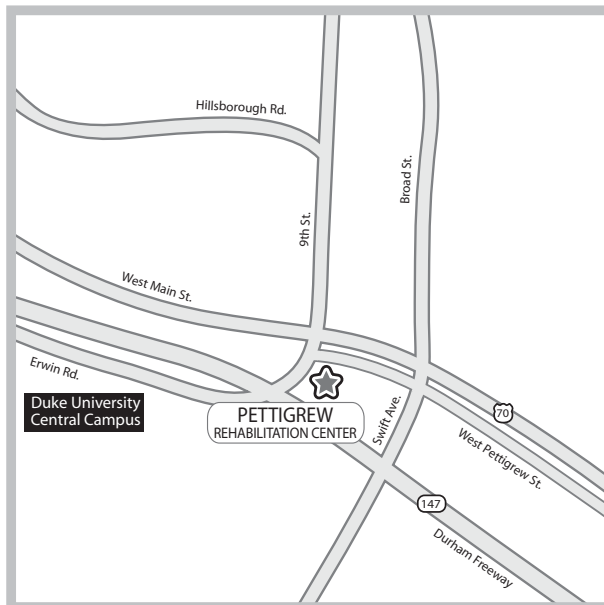 Hillsborough Rd.
Broad St.
9th St.
West Main St.
Erwin Rd.
Duke University
Central Campus
PETTIGREW
REHABILITATION CENTER
Swift Ave.
70
West Pettigrew St.
147
Durham Freeway